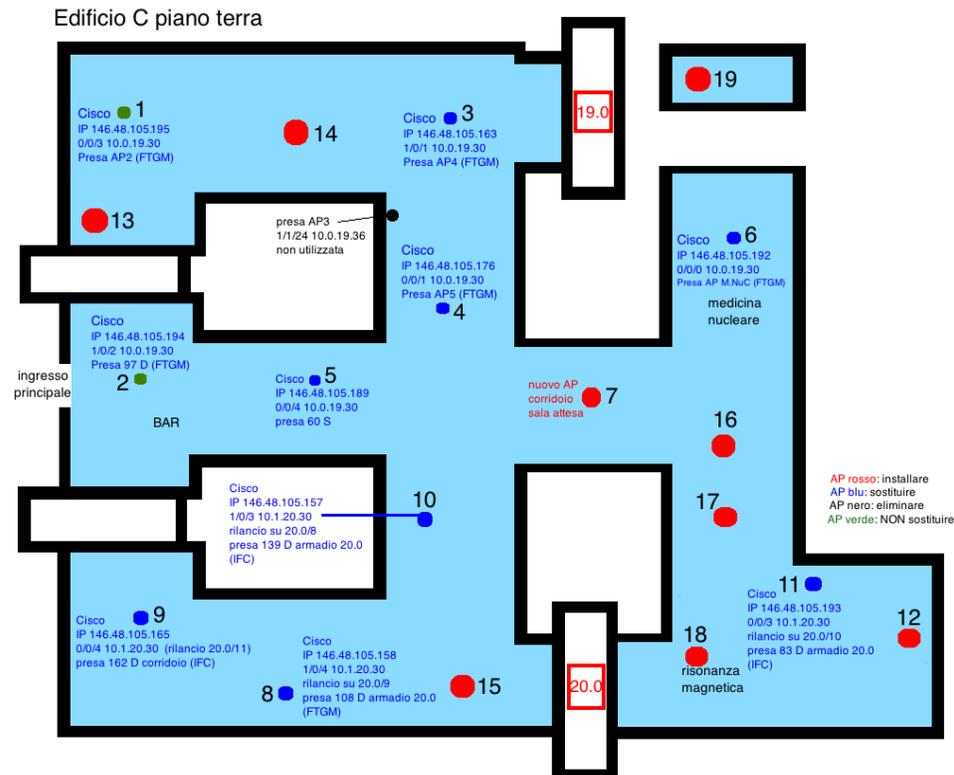 Edificio C piano terra
Cisco 1
IP 146.48.105.195
0/0/3 10.0.19.30
Presa AP2 (FTGM)
14
Cisco 3
IP 146.48.105.163
1/0/1 10.0.19.30
Presa AP4 (FTGM)
19.0
19
13
presa AP3
1/1/24 10.0.19.36
non utilizzata
Cisco
IP 146.48.105.176
0/0/1 10.0.19.30
Presa AP5 (FTGM)
4
Cisco 6
IP 146.48.105.192
0/0/0 10.0.19.30
Presa AP M.NuC (FTGM)
medicina
nucleare
Cisco
IP 146.48.105.194
1/0/2 10.0.19.30
Presa 97 D (FTGM)
2
ingresso
principale
BAR
Cisco 5
IP 146.48.105.189
0/0/4 10.0.19.30
presa 60 S
nuovo AP
corridoio
sala attesa
7
16
17
Cisco
IP 146.48.105.157
1/0/3 10.1.20.30
rilancio su 20.0/8
presa 139 D armadio 20.0
(IFC)
10
AP rosso: installare
AP blu: sostituire
AP nero: eliminare
AP verde: NON sostituire
9
Cisco
IP 146.48.105.165
0/0/4 10.1.20.30 (rilancio 20.0/11)
presa 162 D corridoio (IFC)
8
Cisco
IP 146.48.105.158
1/0/4 10.1.20.30
rilancio su 20.0/9
presa 108 D armadio 20.0
(FTGM)
15
20.0
18
risonanza
magnetica
11
Cisco
IP 146.48.105.193
0/0/3 10.1.20.30
rilancio su 20.0/10
presa 83 D armadio 20.0
(IFC)
12